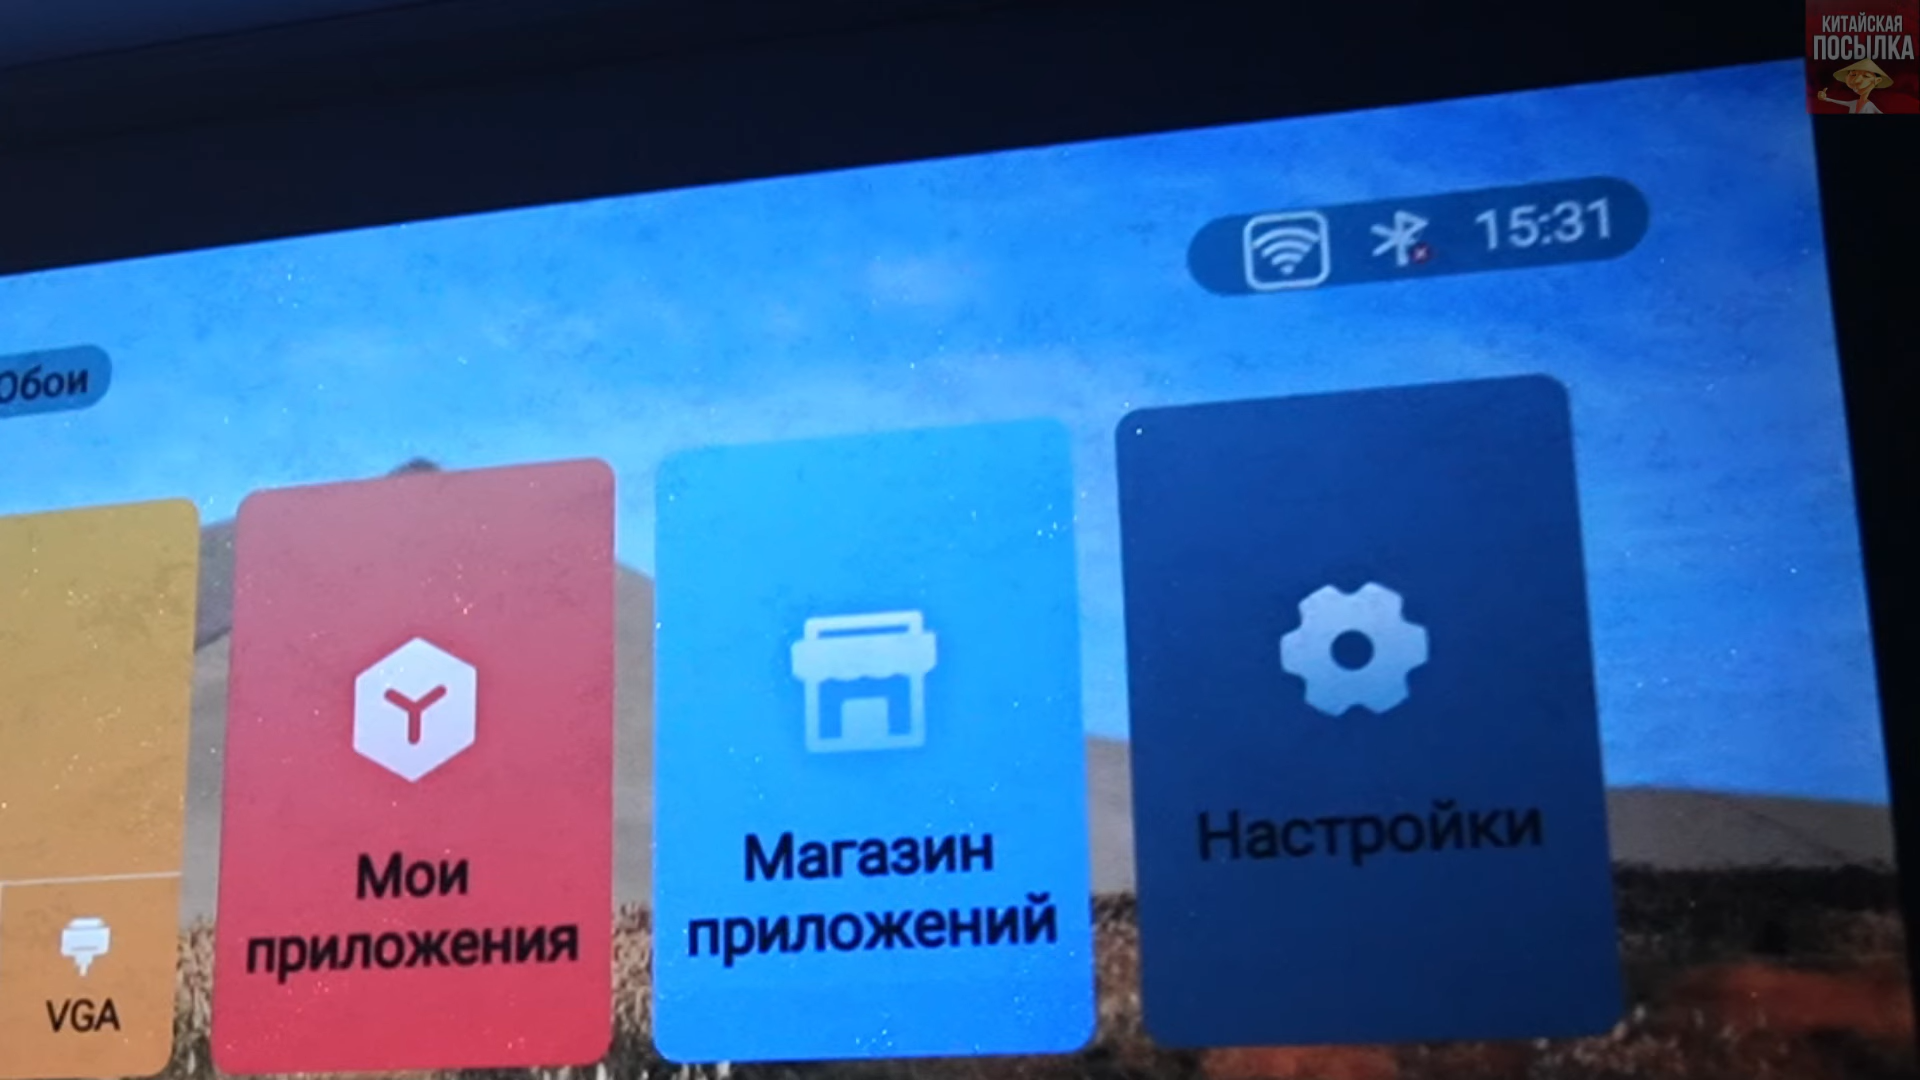 КИТАЙСКАЯ
ПОСЫЛКА
15:31
Обои
Мои
приложения
Магазин
приложений
Настройки
VGA